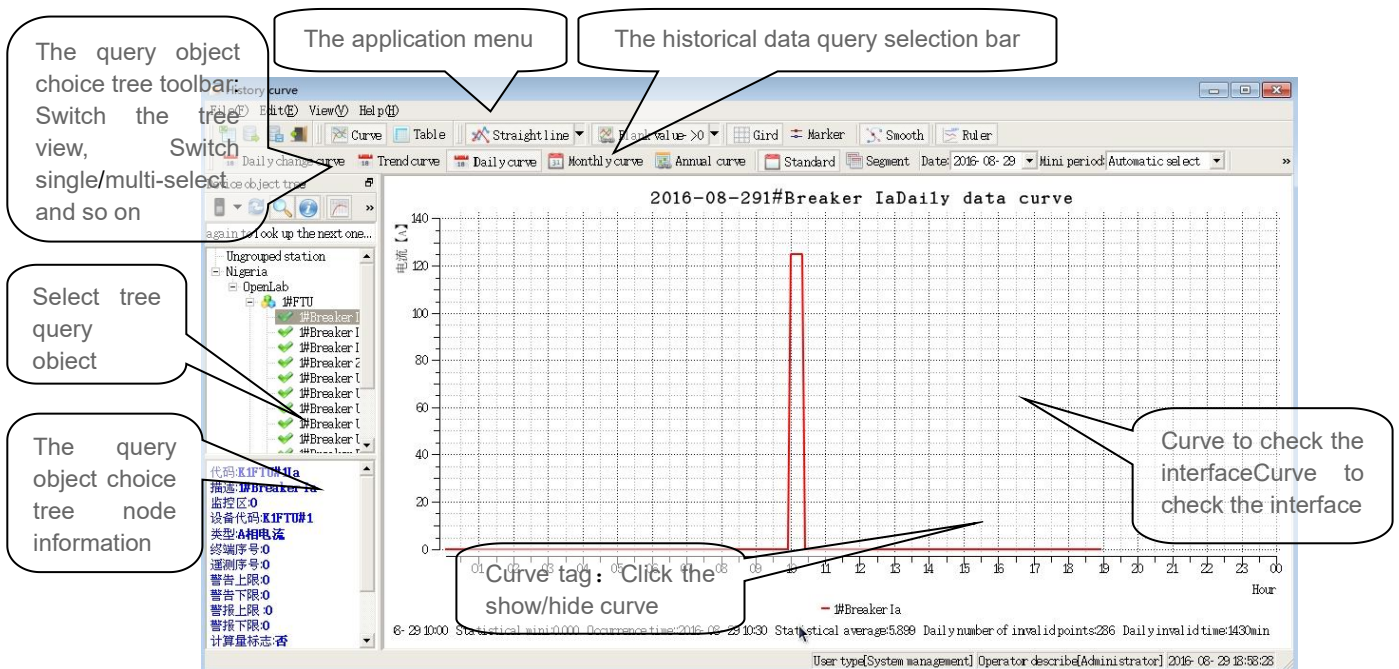 The query object
choice tree toolbar:
Switch the tree
view, Switch
single/multi-select
and so on
The application menu
The historical data query selection bar
History curve
File(F) Edit(E) View(V) Help(H)
Curve Table Straight line Blank value->0 Gird Marker Smooth Ruler
Daily change curve Trend curve Daily curve Monthly curve Annual curve Standard Segment Date: 2016-08-29 Mini period: Automatic select »
Device object tree
»
again to look up the next one...
Ungrouped station
Nigeria
OpenLab
1#FTU
1#Breaker I
1#Breaker I
1#Breaker I
1#Breaker 2
1#Breaker U
1#Breaker U
1#Breaker U
1#Breaker U
1#Breaker U
Select tree
query
object
The query
object choice
tree node
information
代码:K1FTU#1Ia
描述:1#Breaker Ia
监控区:0
设备代码:K1FTU#1
类型:A相电流
终端序号:0
遥测序号:0
警告上限:0
警告下限:0
警报上限:0
警报下限:0
计算量标志:否
2016-08-291#Breaker IaDaily data curve
电流【A】
140
120
100
80
60
40
20
0
01 02 03 04 05 06 07 08 09 10 11 12 13 14 15 16 17 18 19 20 21 22 23 00
Hour
1#Breaker Ia
Curve to check the
interfaceCurve to
check the interface
Curve tag：Click the
show/hide curve
8-29 10:00 Statistical mini:0.000 Occurrence time:2016-08-29 10:30 Statistical average:5.899 Daily number of invalid points:286 Daily invalid time:1430min
User type[System management] Operator describe[Administrator] 2016-08-29 18:58:28